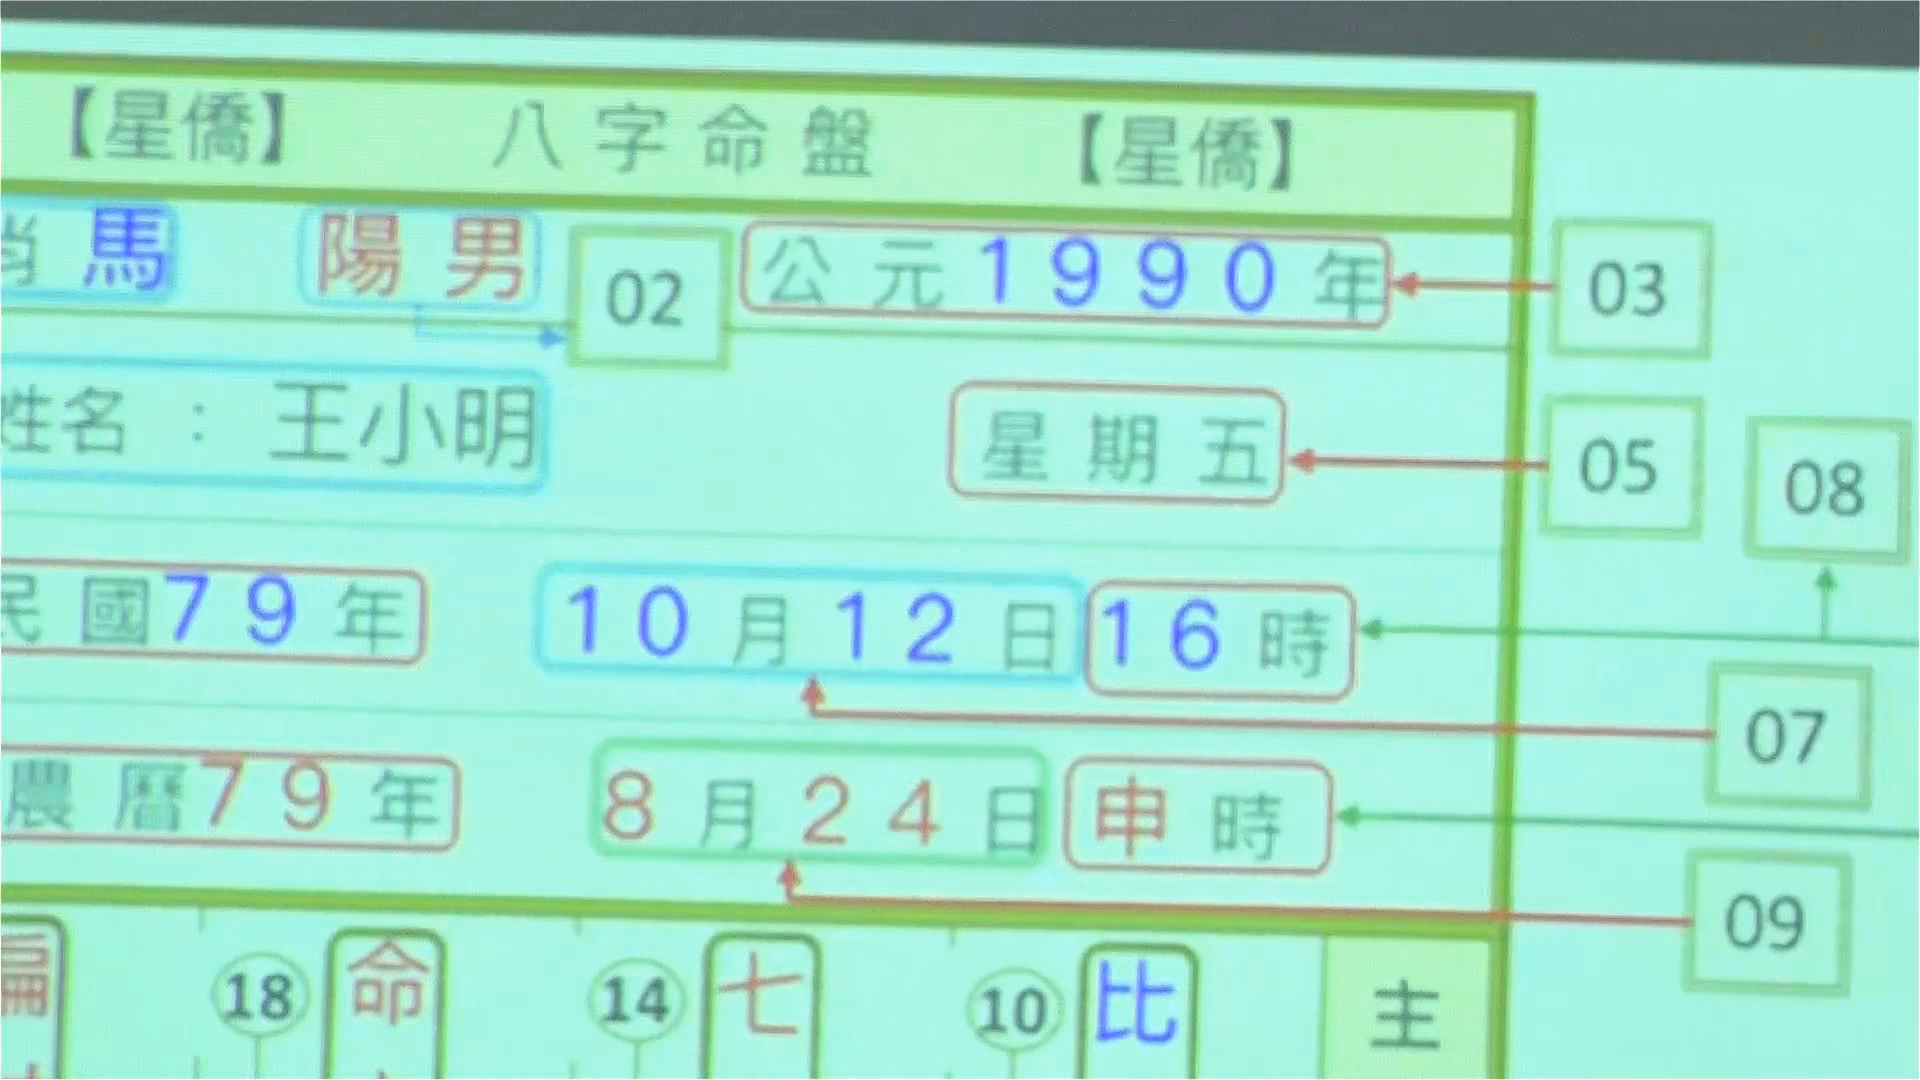 【星僑】 八字命盤 【星僑】
肖馬 陽男 02 公元1990年 03
姓名：王小明 星期五 05 08
民國79年 10月12日 16時 07
農曆79年 8月24日 申時 09
偏 18 命 14 七 10 比 主